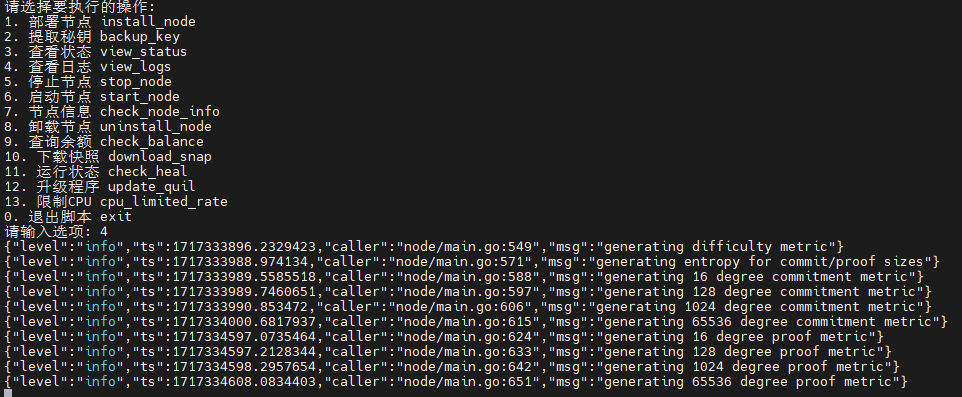 请选择要执行的操作:
1. 部署节点 install_node
2. 提取秘钥 backup_key
3. 查看状态 view_status
4. 查看日志 view_logs
5. 停止节点 stop_node
6. 启动节点 start_node
7. 节点信息 check_node_info
8. 卸载节点 uninstall_node
9. 查询余额 check_balance
10. 下载快照 download_snap
11. 运行状态 check_heal
12. 升级程序 update_quil
13. 限制CPU cpu_limited_rate
0. 退出脚本 exit
请输入选项: 4
{"level":"info","ts":1717333896.2329423,"caller":"node/main.go:549","msg":"generating difficulty metric"}
{"level":"info","ts":1717333988.974134,"caller":"node/main.go:571","msg":"generating entropy for commit/proof sizes"}
{"level":"info","ts":1717333989.5585518,"caller":"node/main.go:588","msg":"generating 16 degree commitment metric"}
{"level":"info","ts":1717333989.7460651,"caller":"node/main.go:597","msg":"generating 128 degree commitment metric"}
{"level":"info","ts":1717333990.853472,"caller":"node/main.go:606","msg":"generating 1024 degree commitment metric"}
{"level":"info","ts":1717334000.6817937,"caller":"node/main.go:615","msg":"generating 65536 degree commitment metric"}
{"level":"info","ts":1717334597.0735464,"caller":"node/main.go:624","msg":"generating 16 degree proof metric"}
{"level":"info","ts":1717334597.2128344,"caller":"node/main.go:633","msg":"generating 128 degree proof metric"}
{"level":"info","ts":1717334598.2957654,"caller":"node/main.go:642","msg":"generating 1024 degree proof metric"}
{"level":"info","ts":1717334608.0834403,"caller":"node/main.go:651","msg":"generating 65536 degree proof metric"}